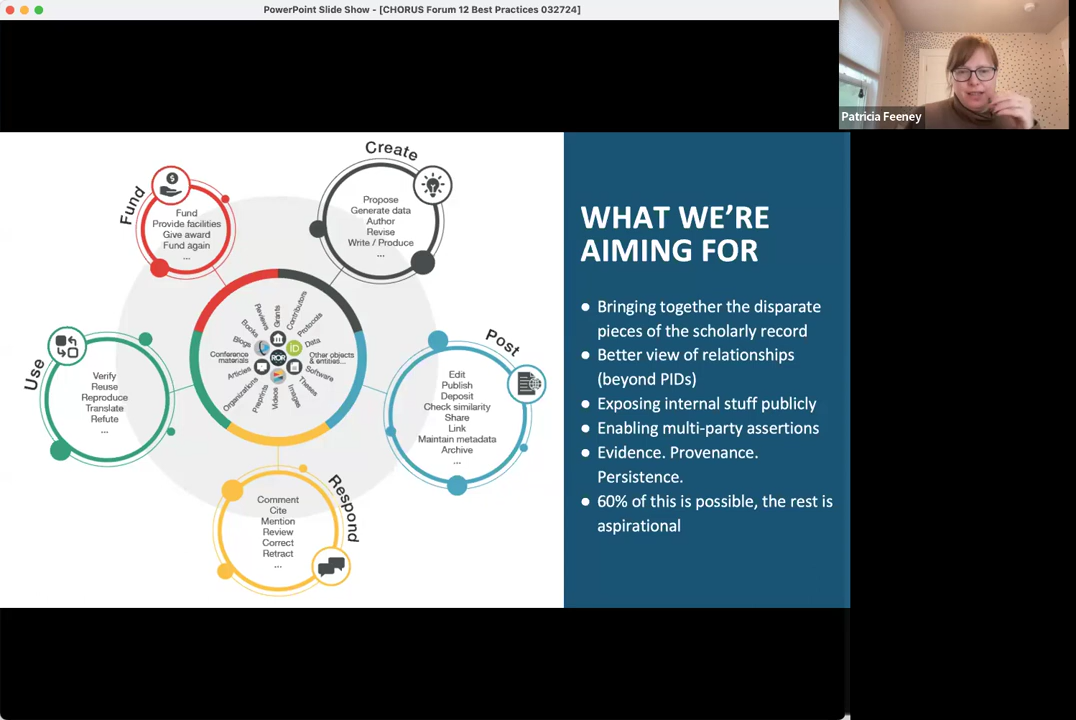 PowerPoint Slide Show - [CHORUS Forum 12 Best Practices 032724]
Patricia Feeney
Fund
Fund
Provide facilities
Give award
Fund again
...
Create
Propose
Generate data
Author
Revise
Write / Produce
...
Use
Verify
Reuse
Reproduce
Translate
Refute
...
Post
Edit
Publish
Deposit
Check similarity
Share
Link
Maintain metadata
Archive
...
Respond
Comment
Cite
Mention
Review
Correct
Retract
...
Grants
Contributors
Protocols
Data
Other objects
& entities...
Software
Theses
Images
Videos
Preprints
Organizations
Articles
Conference
materials
Blogs
Books
Reviews
iD
ROR
WHAT WE’RE
AIMING FOR
● Bringing together the disparate
pieces of the scholarly record
● Better view of relationships
(beyond PIDs)
● Exposing internal stuff publicly
● Enabling multi-party assertions
● Evidence. Provenance.
Persistence.
● 60% of this is possible, the rest is
aspirational